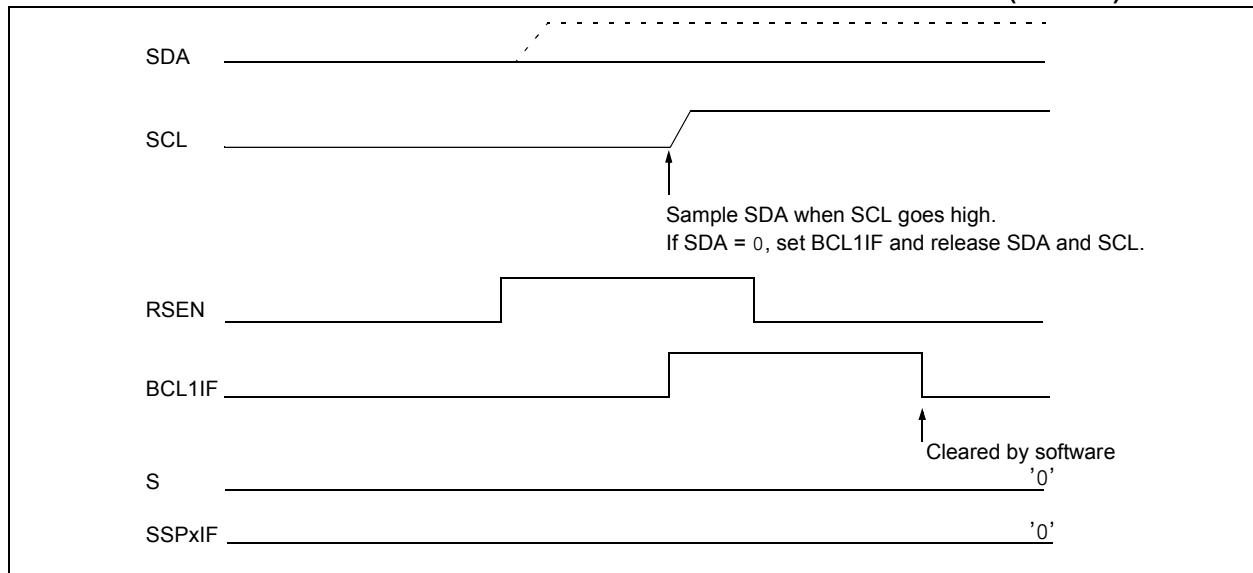 SDA
SCL
Sample SDA when SCL goes high.
If SDA = 0, set BCL1IF and release SDA and SCL.
RSEN
BCL1IF
Cleared by software
S
'0'
SSPxIF
'0'